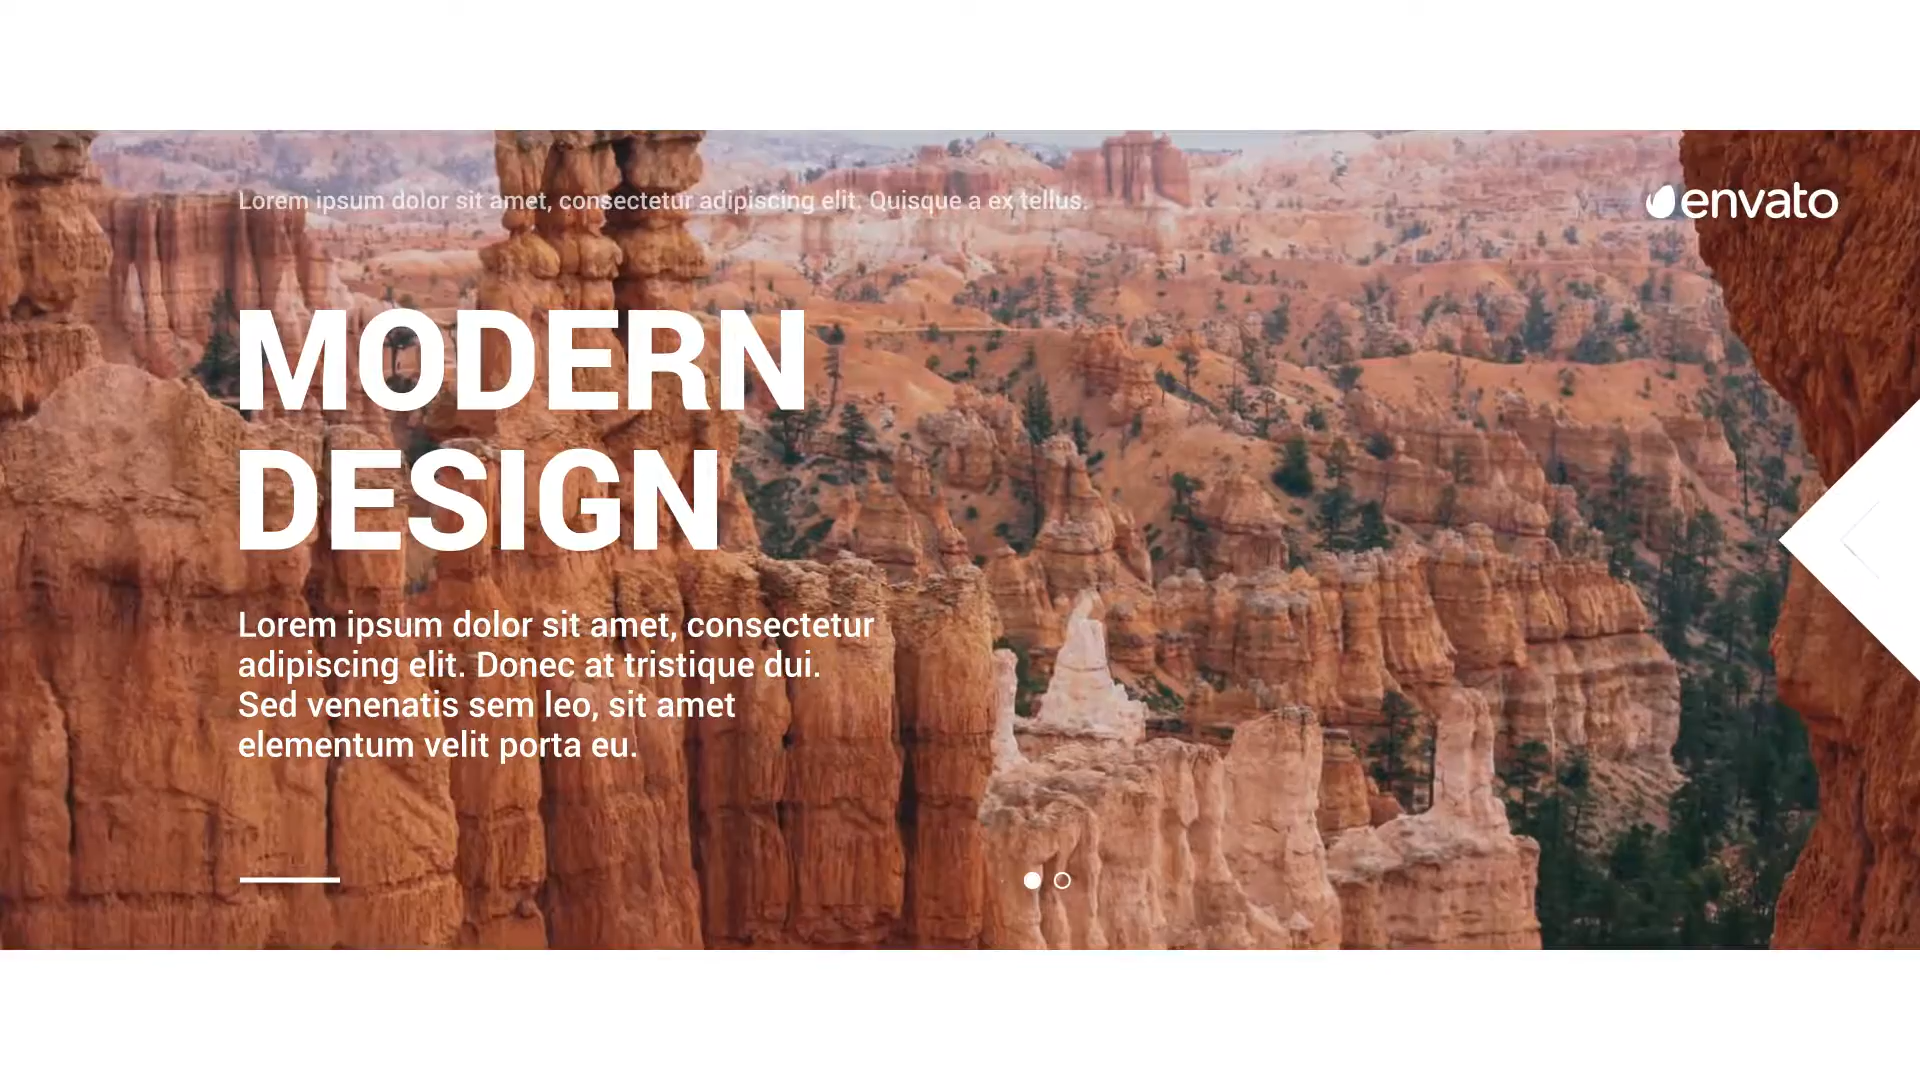 Lorem ipsum dolor sit amet, consectetur adipiscing elit. Quisque a ex tellus.
envato
MODERN
DESIGN
Lorem ipsum dolor sit amet, consectetur
adipiscing elit. Donec at tristique dui.
Sed venenatis sem leo, sit amet
elementum velit porta eu.